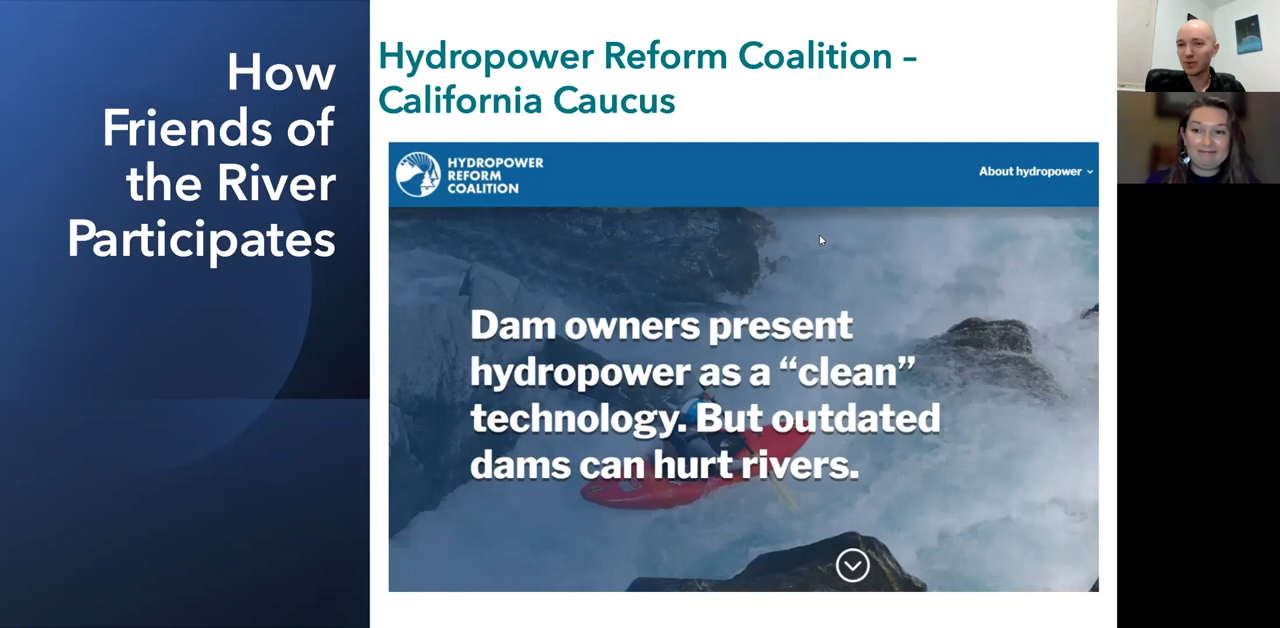 How
Friends of
the River
Participates
Hydropower Reform Coalition –
California Caucus
HYDROPOWER
REFORM
COALITION
About hydropower
Dam owners present
hydropower as a “clean”
technology. But outdated
dams can hurt rivers.